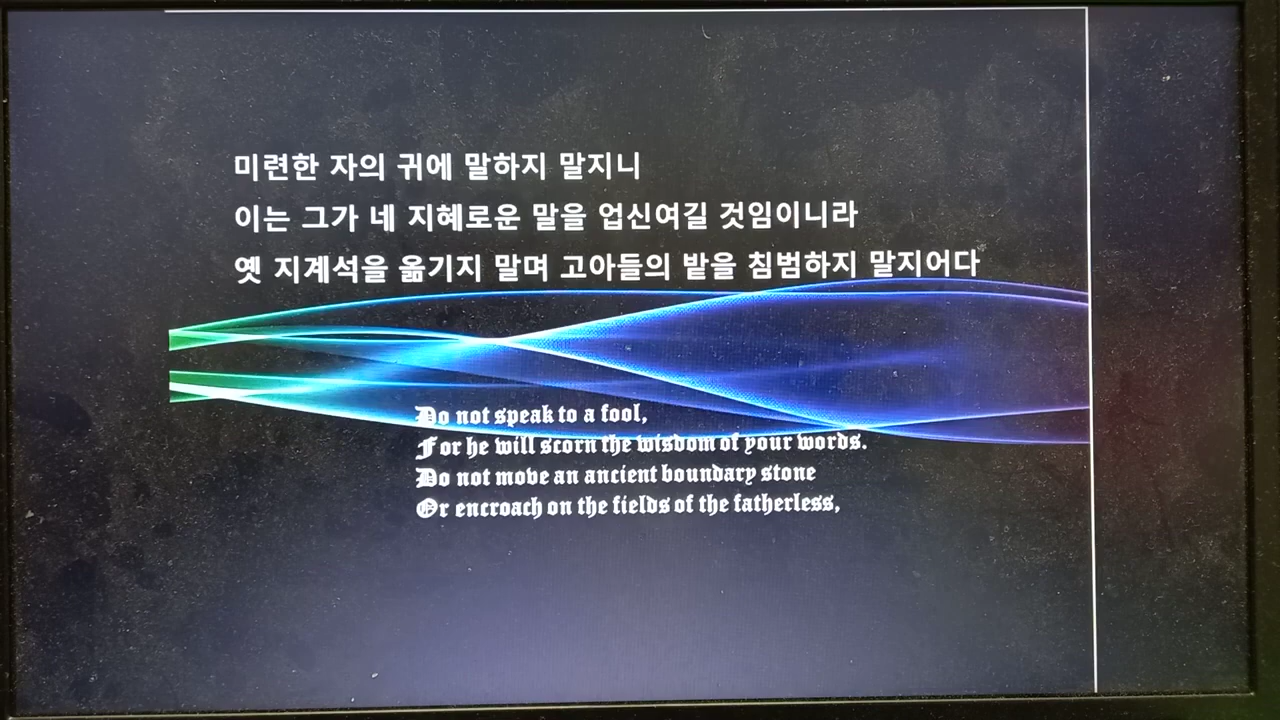 미련한 자의 귀에 말하지 말지니
이는 그가 네 지혜로운 말을 업신여길 것임이니라
옛 지계석을 옮기지 말며 고아들의 밭을 침범하지 말지어다
Do not speak to a fool,
For he will scorn the wisdom of your words.
Do not move an ancient boundary stone
Or encroach on the fields of the fatherless,